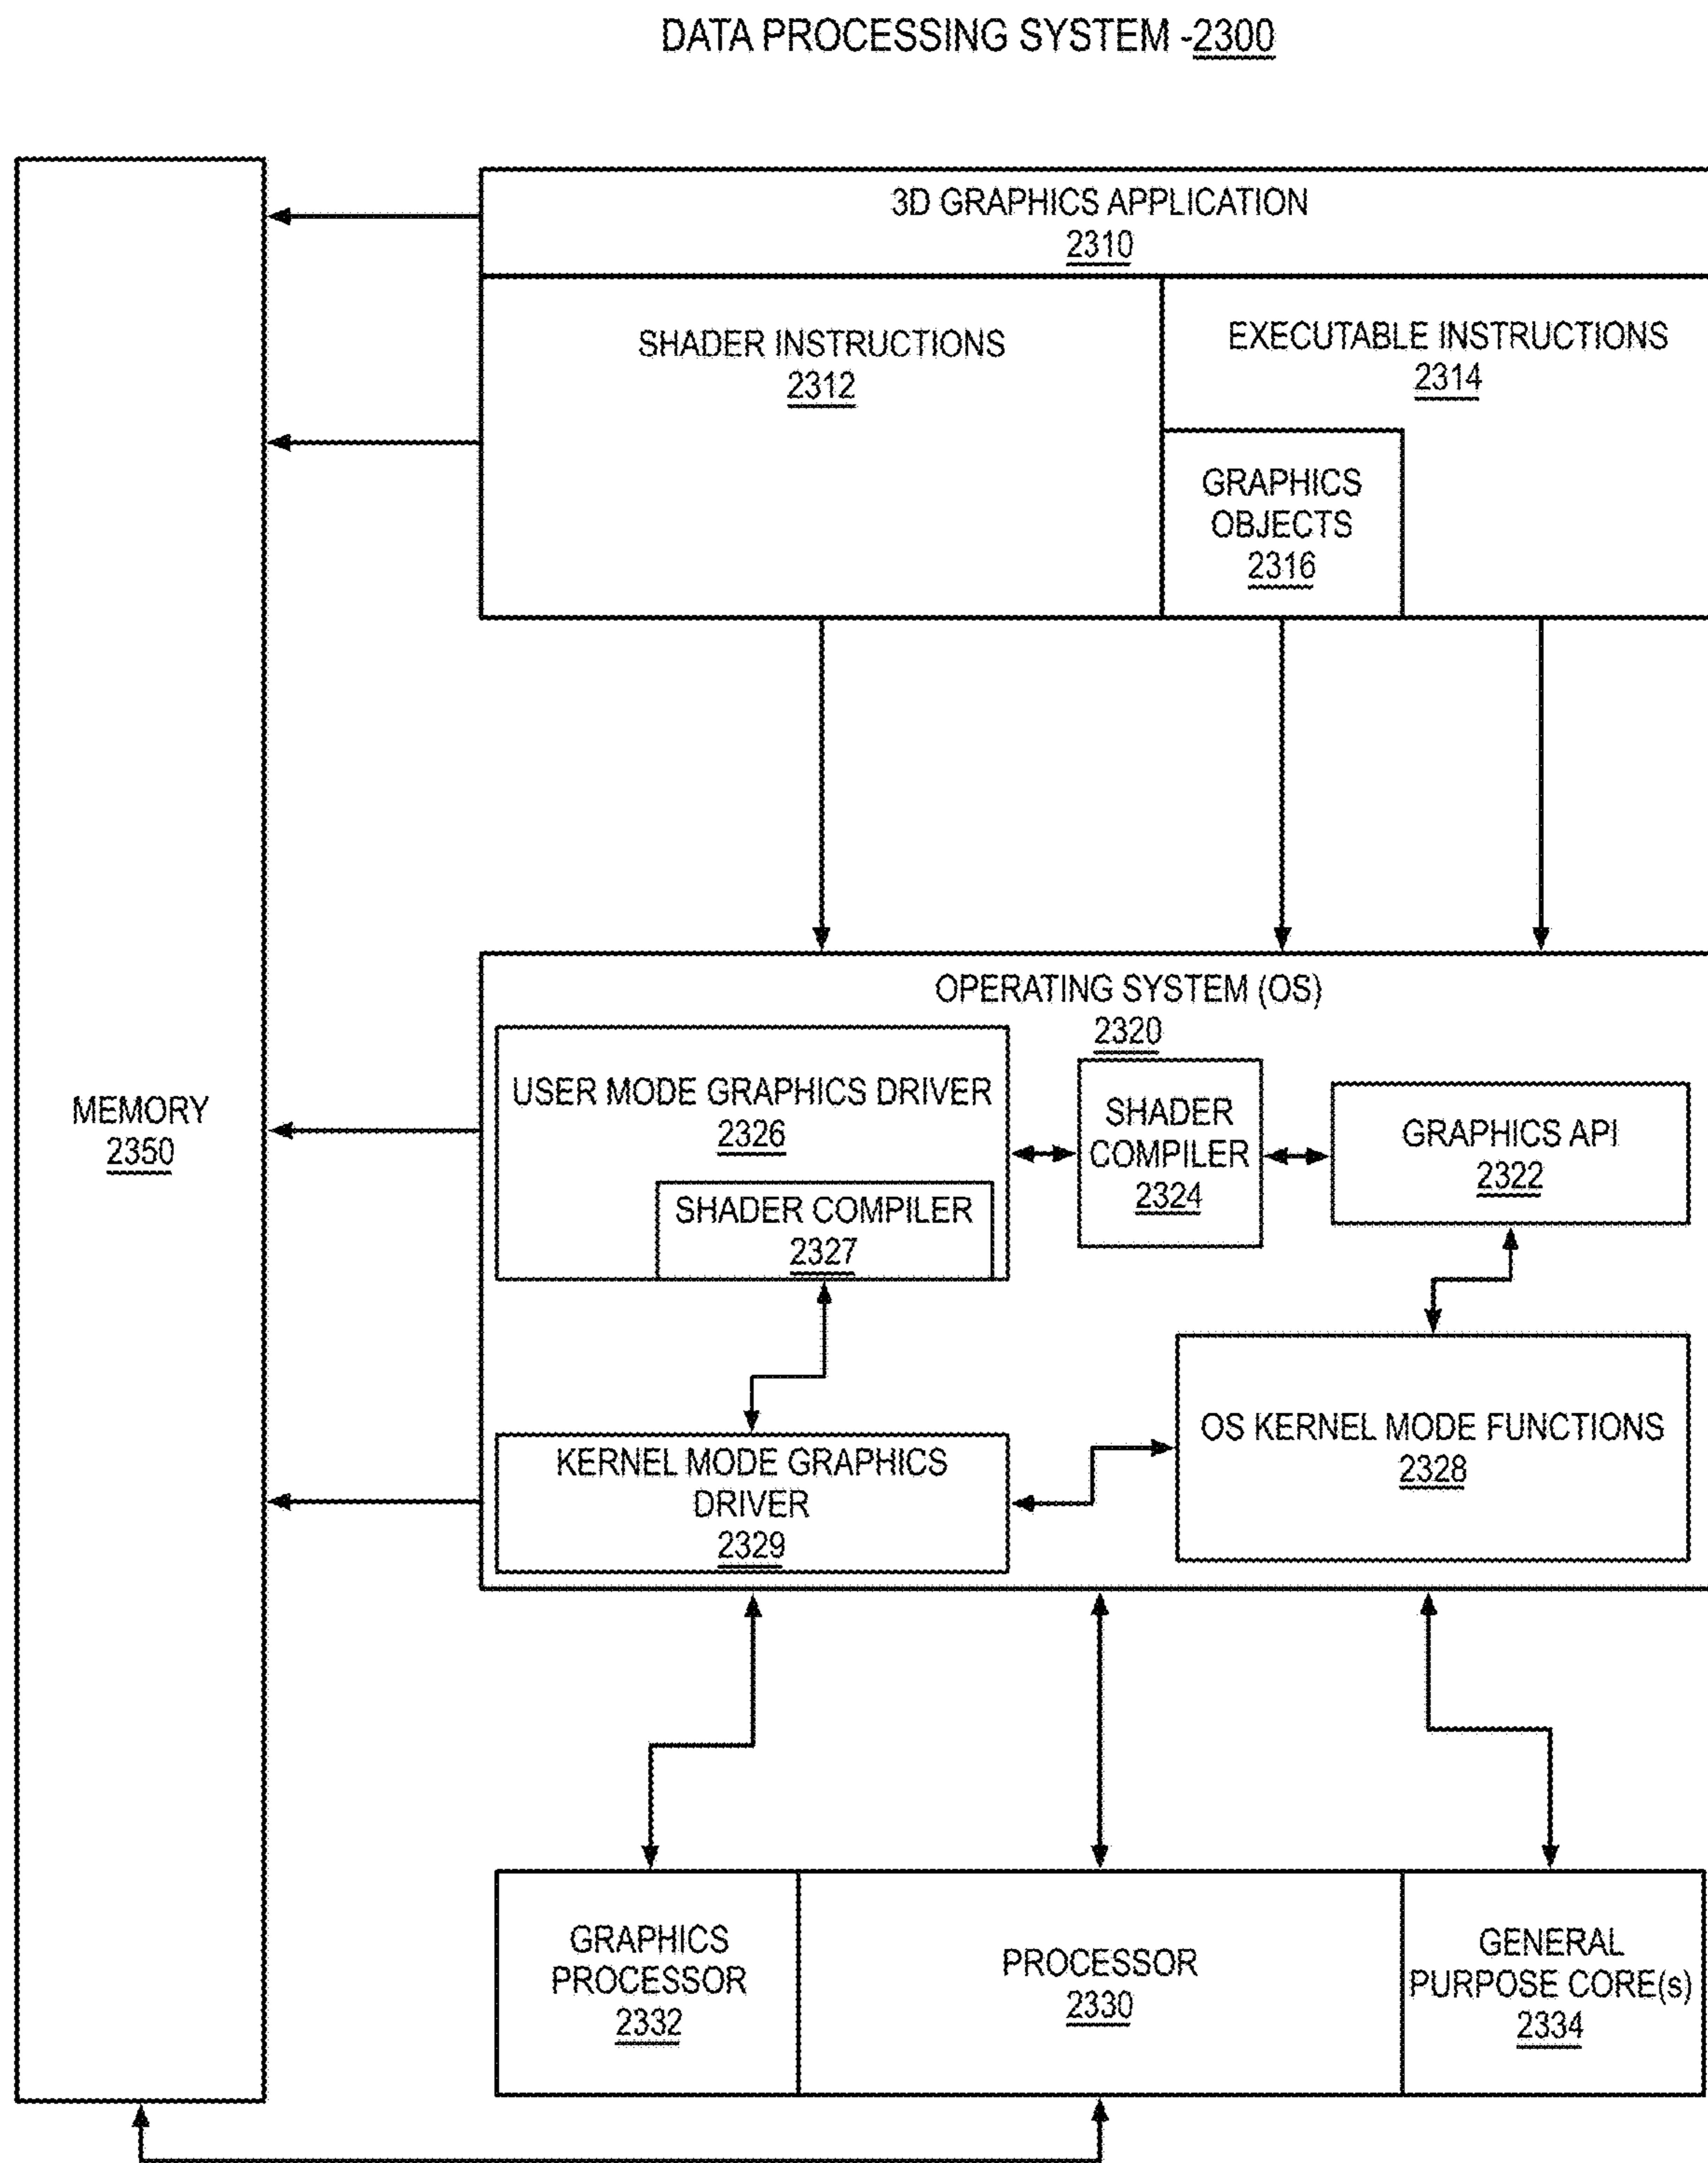 DATA PROCESSING SYSTEM -2300
3D GRAPHICS APPLICATION
2310
SHADER INSTRUCTIONS
2312
EXECUTABLE INSTRUCTIONS
2314
GRAPHICS
OBJECTS
2316
OPERATING SYSTEM (OS)
2320
USER MODE GRAPHICS DRIVER
2326
SHADER COMPILER
2327
SHADER
COMPILER
2324
GRAPHICS API
2322
MEMORY
2350
KERNEL MODE GRAPHICS
DRIVER
2329
OS KERNEL MODE FUNCTIONS
2328
GRAPHICS
PROCESSOR
2332
PROCESSOR
2330
GENERAL
PURPOSE CORE(s)
2334